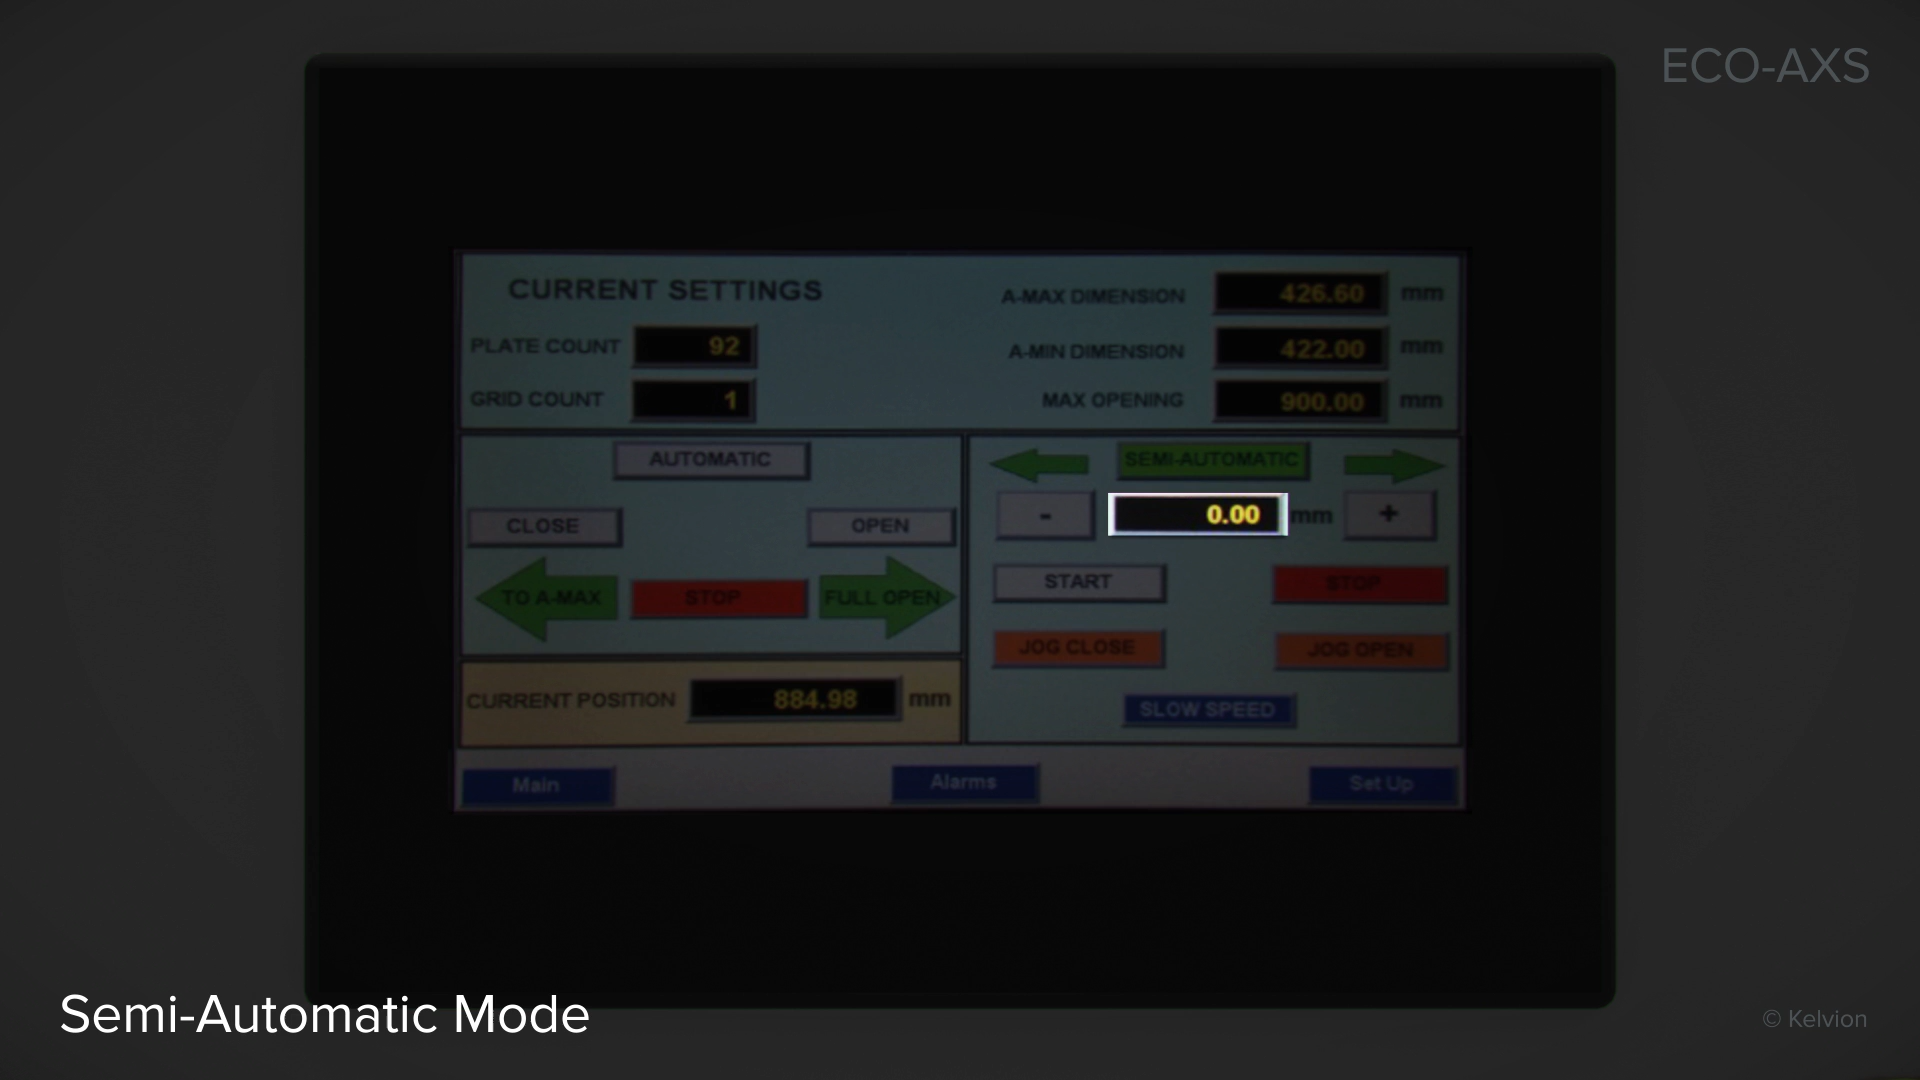 ECO-AXS
CURRENT SETTINGS
PLATE COUNT 92
GRID COUNT 1
A-MAX DIMENSION 426.60 mm
A-MIN DIMENSION 422.00 mm
MAX OPENING 900.00 mm
AUTOMATIC
CLOSE OPEN
TO A-MAX STOP FULL OPEN
CURRENT POSITION 884.98 mm
SEMI-AUTOMATIC
- 0.00 mm +
START STOP
JOG CLOSE JOG OPEN
SLOW SPEED
Main Alarms Set Up
Semi-Automatic Mode
© Kelvion